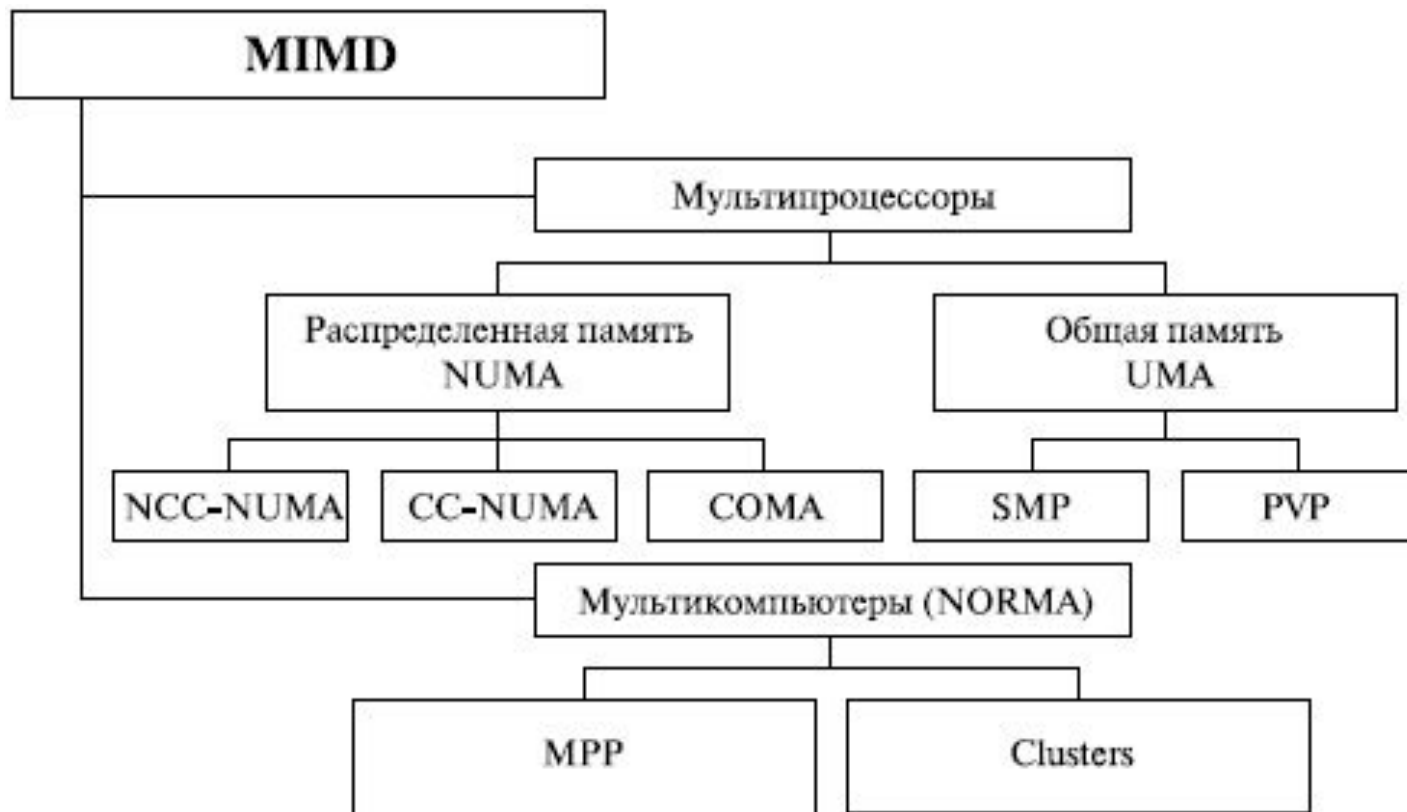 MIMD
Мультипроцессоры
Распределенная память
NUMA
Общая память
UMA
NCC-NUMA
CC-NUMA
COMA
SMP
PVP
Мультикомпьютеры (NORMA)
MPP
Clusters